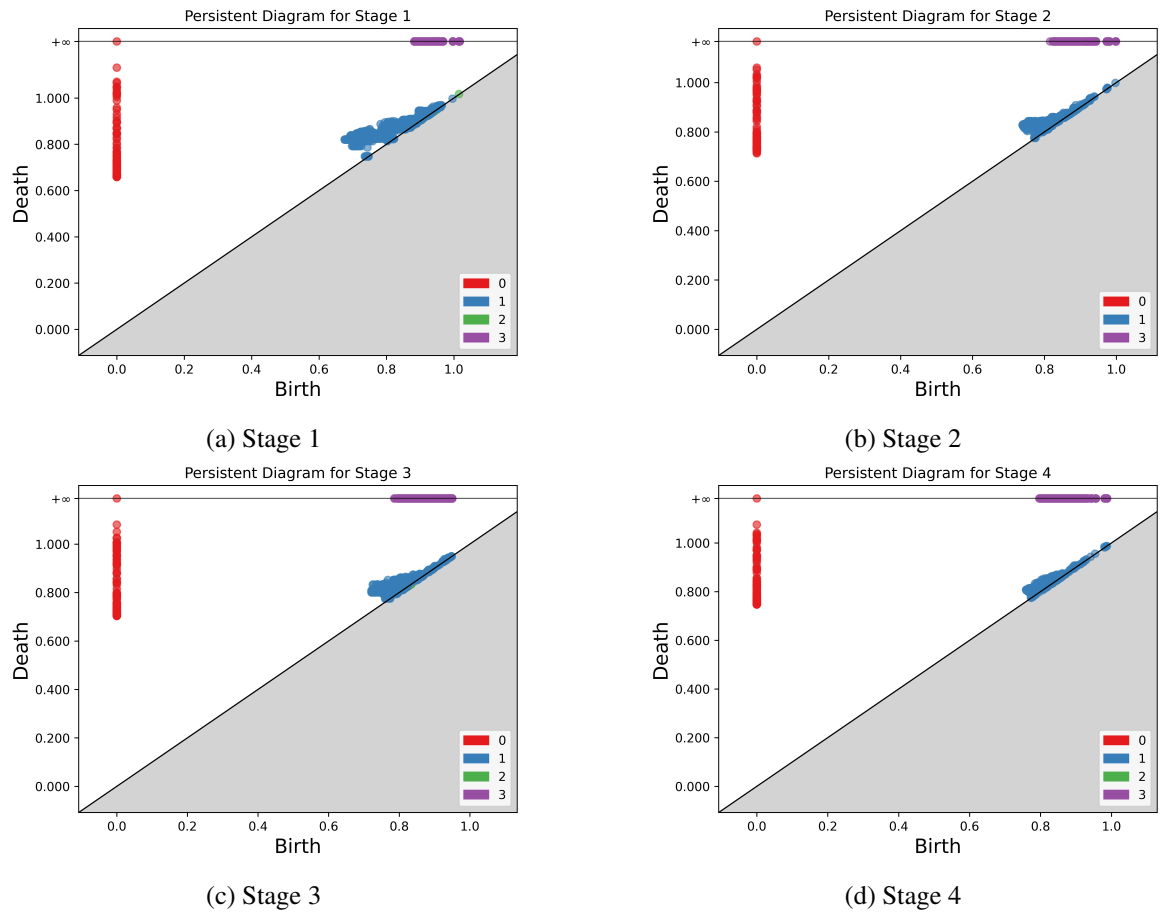 Persistent Diagram for Stage 1
+∞
1.000
0.800
0.600
0.400
0.200
0.000
Death
0.0 0.2 0.4 0.6 0.8 1.0
Birth
0
1
2
3
(a) Stage 1
Persistent Diagram for Stage 2
+∞
1.000
0.800
0.600
0.400
0.200
0.000
Death
0.0 0.2 0.4 0.6 0.8 1.0
Birth
0
1
3
(b) Stage 2
Persistent Diagram for Stage 3
+∞
1.000
0.800
0.600
0.400
0.200
0.000
Death
0.0 0.2 0.4 0.6 0.8 1.0
Birth
0
1
2
3
(c) Stage 3
Persistent Diagram for Stage 4
+∞
1.000
0.800
0.600
0.400
0.200
0.000
Death
0.0 0.2 0.4 0.6 0.8 1.0
Birth
0
1
2
3
(d) Stage 4